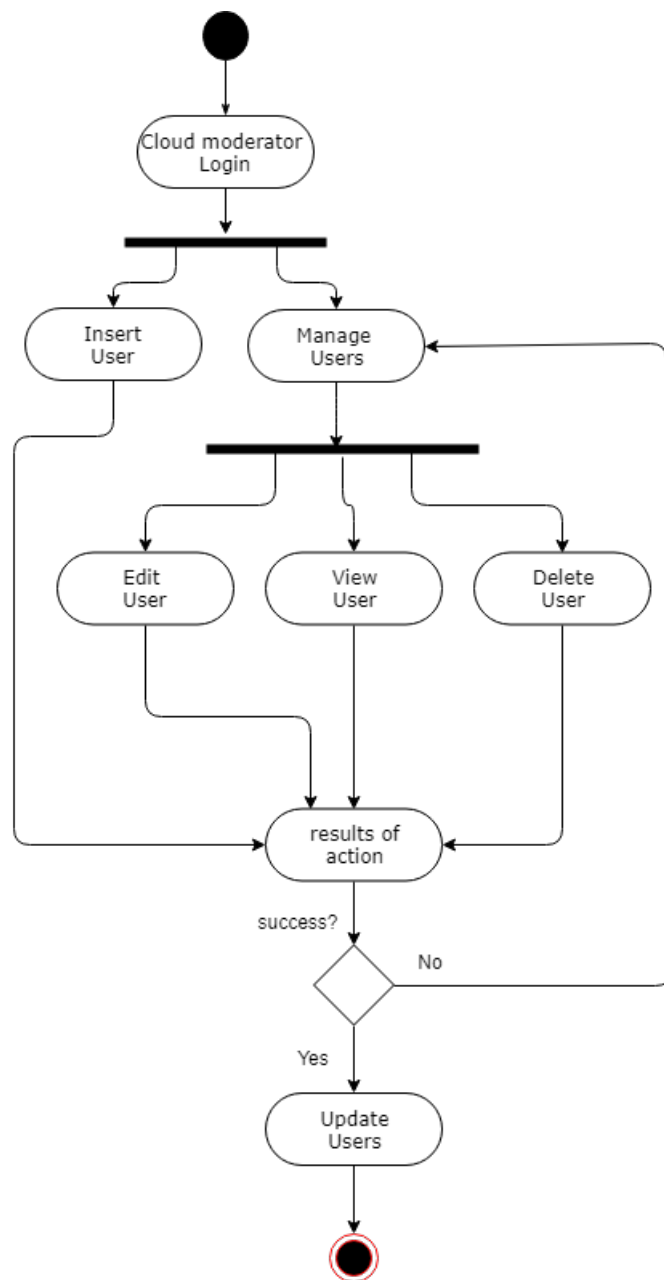 Cloud moderator
Login
Insert
User
Manage
Users
Edit
User
View
User
Delete
User
results of
action
success?
No
Yes
Update
Users